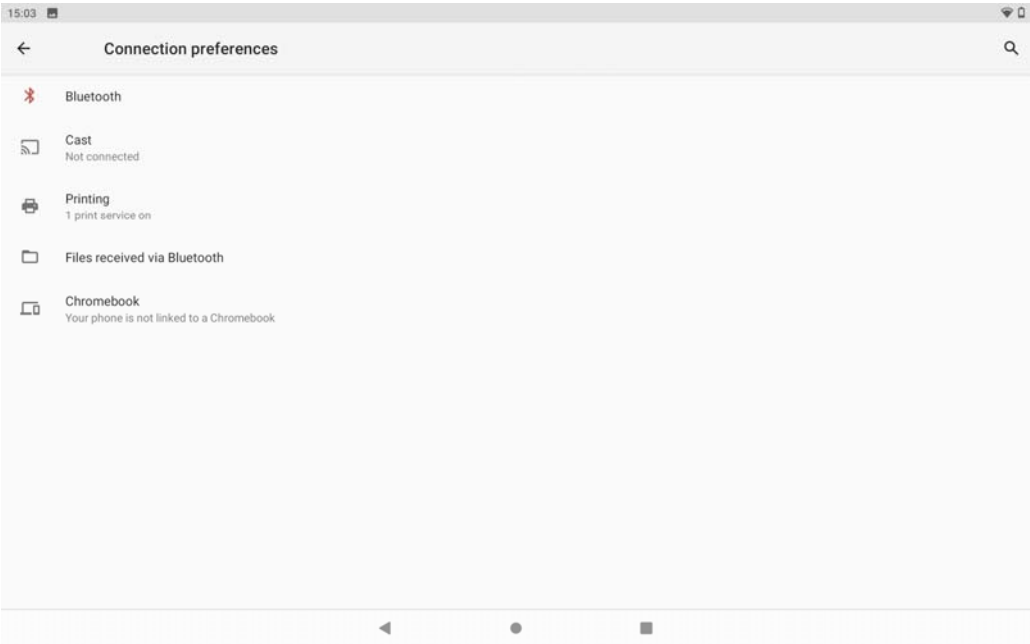 15:03
Connection preferences
Bluetooth
Cast
Not connected
Printing
1 print service on
Files received via Bluetooth
Chromebook
Your phone is not linked to a Chromebook